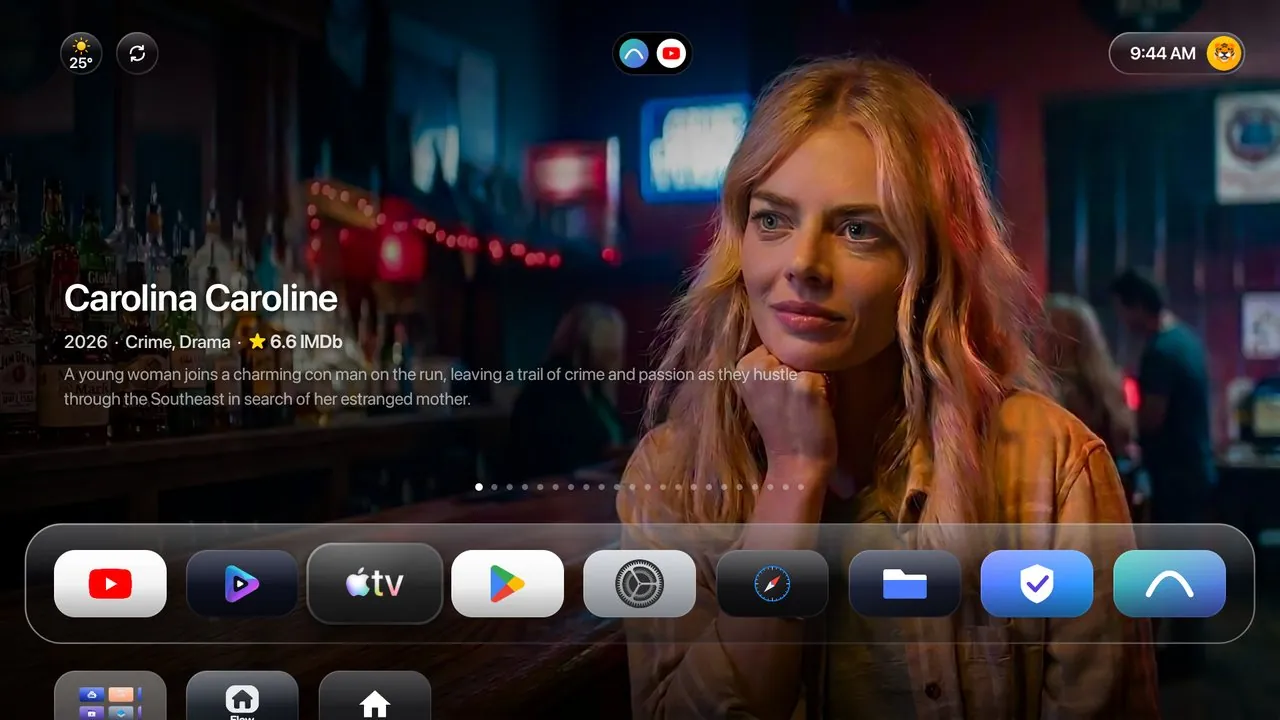 25°
9:44 AM
Carolina Caroline
2026 · Crime, Drama · ⭐ 6.6 IMDb
A young woman joins a charming con man on the run, leaving a trail of crime and passion as they hustle
through the Southeast in search of her estranged mother.
tv
Flow